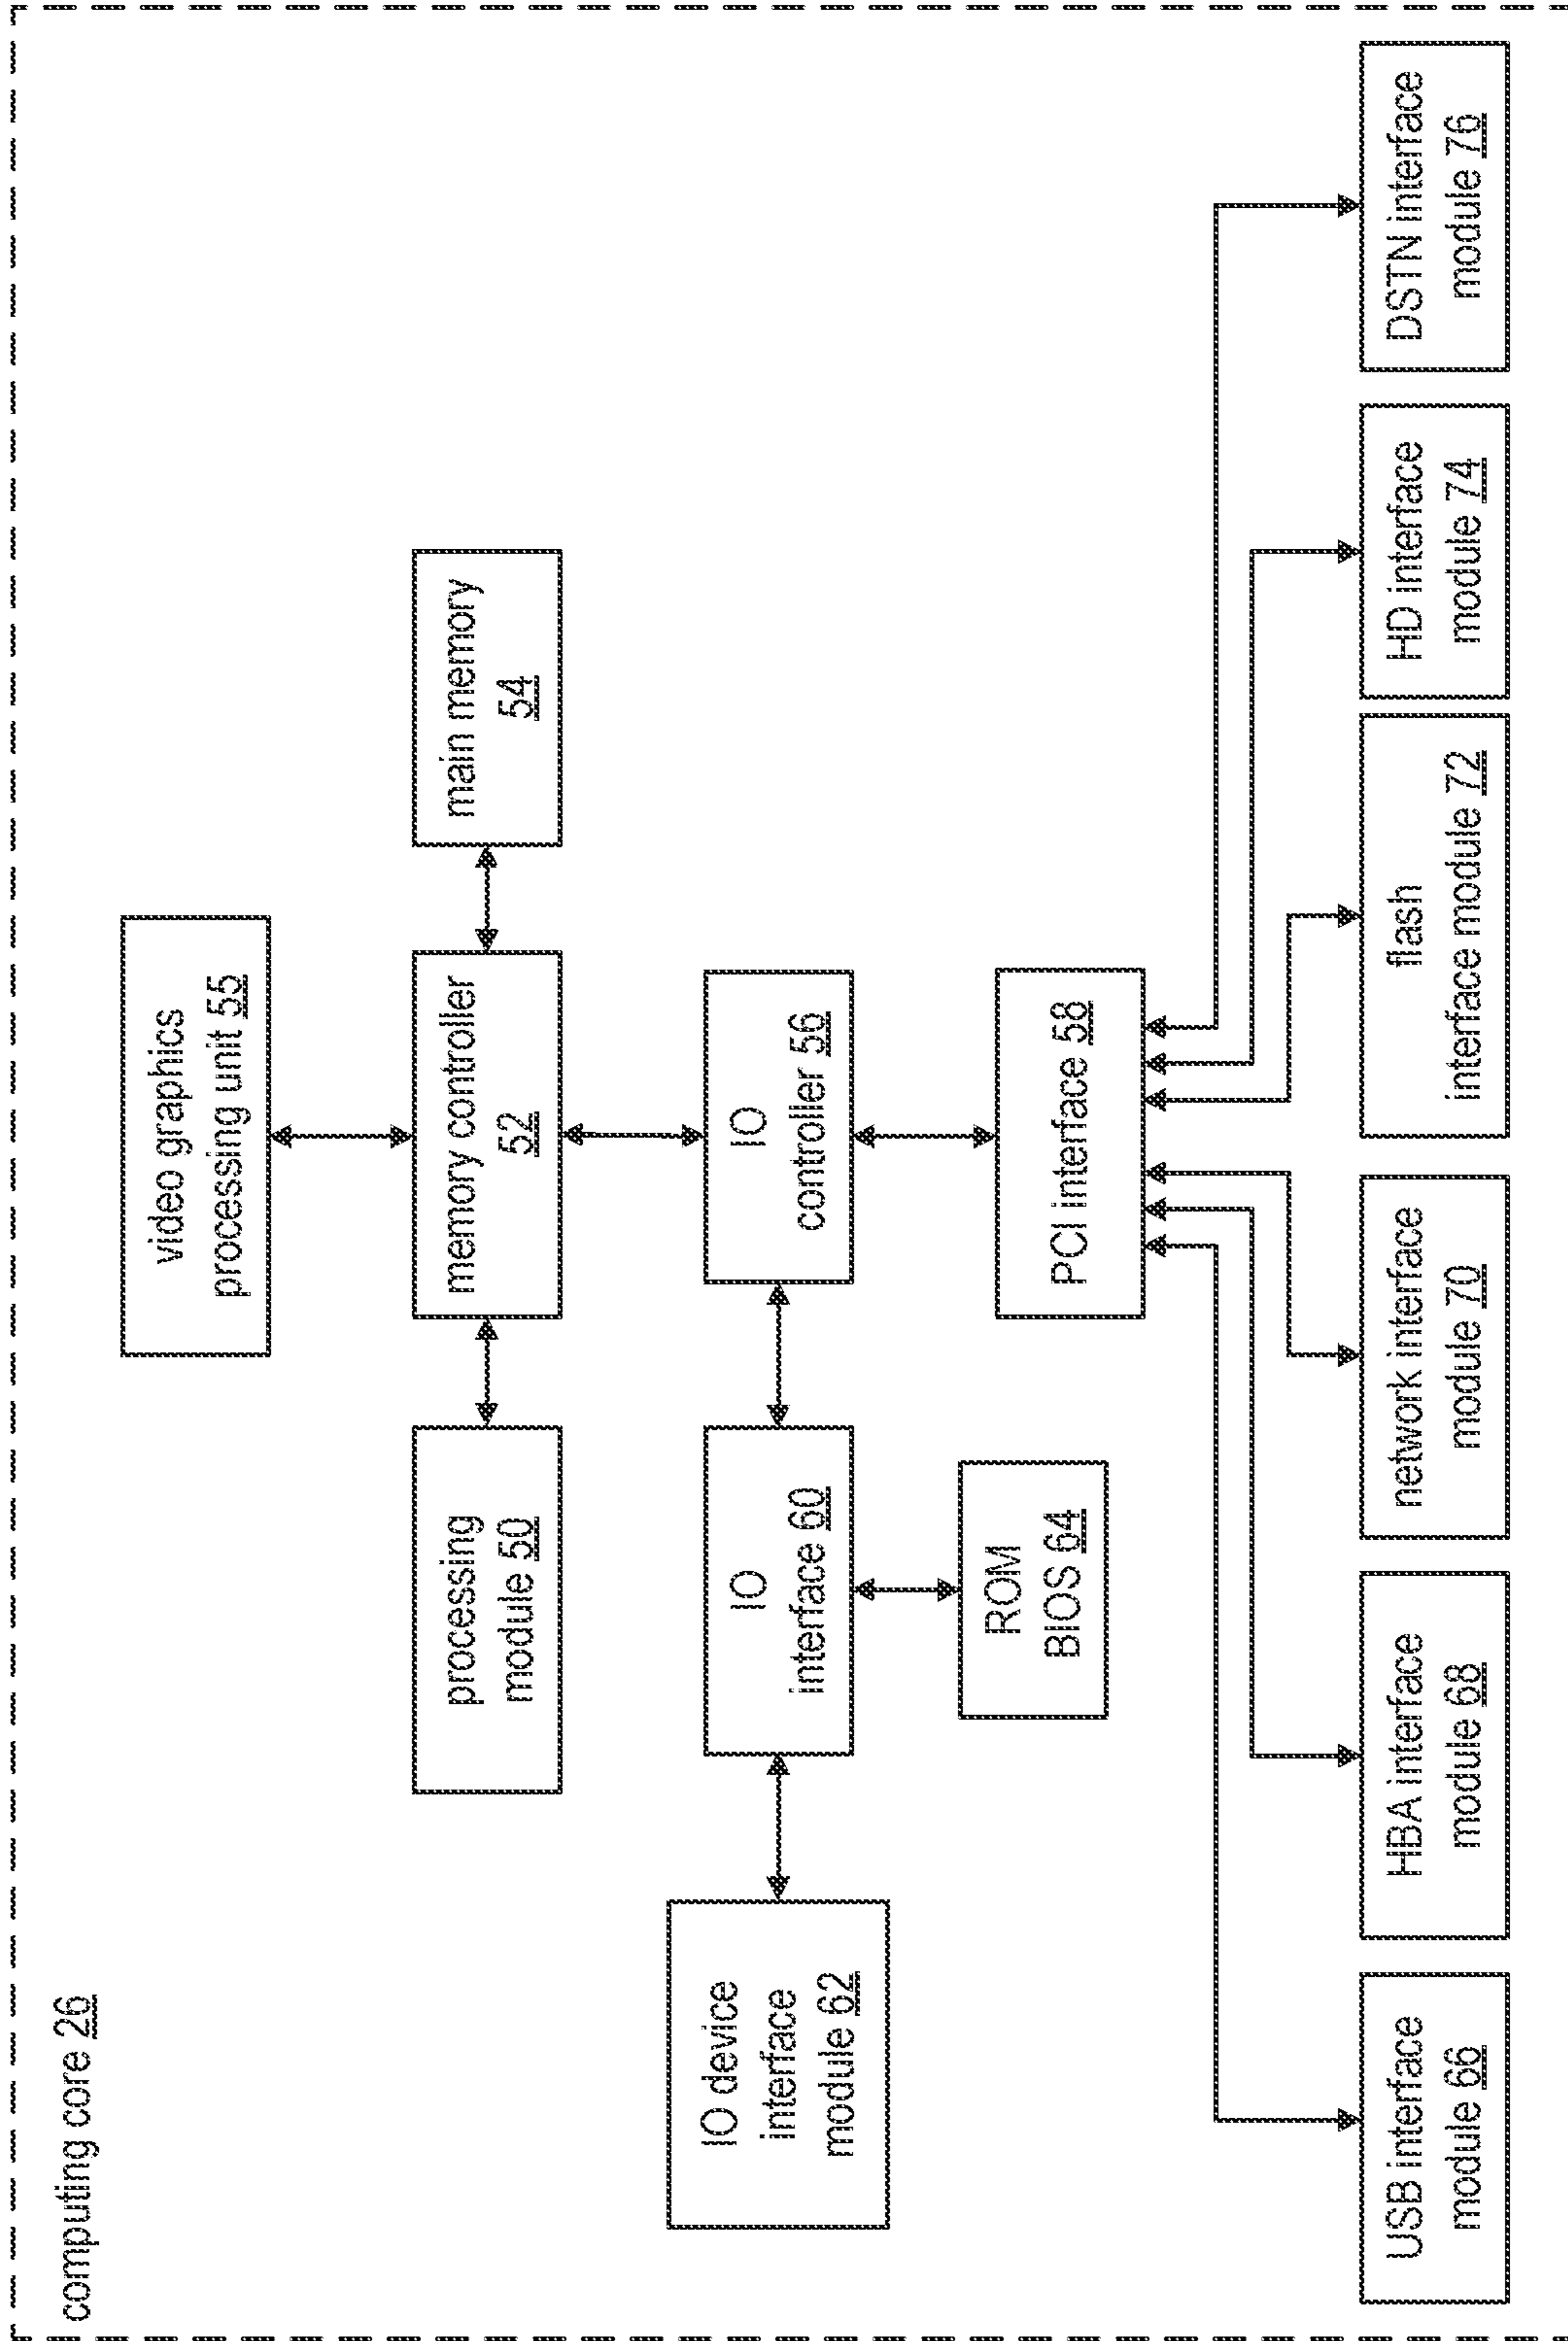 computing core 26
video graphics
processing unit 55
processing
module 50
memory controller
52
main memory
54
IO device
interface
module 62
IO
interface 60
IO
controller 56
ROM
BIOS 64
PCI interface 58
USB interface
module 66
HBA interface
module 68
network interface
module 70
flash
interface module 72
HD interface
module 74
DSTN interface
module 76